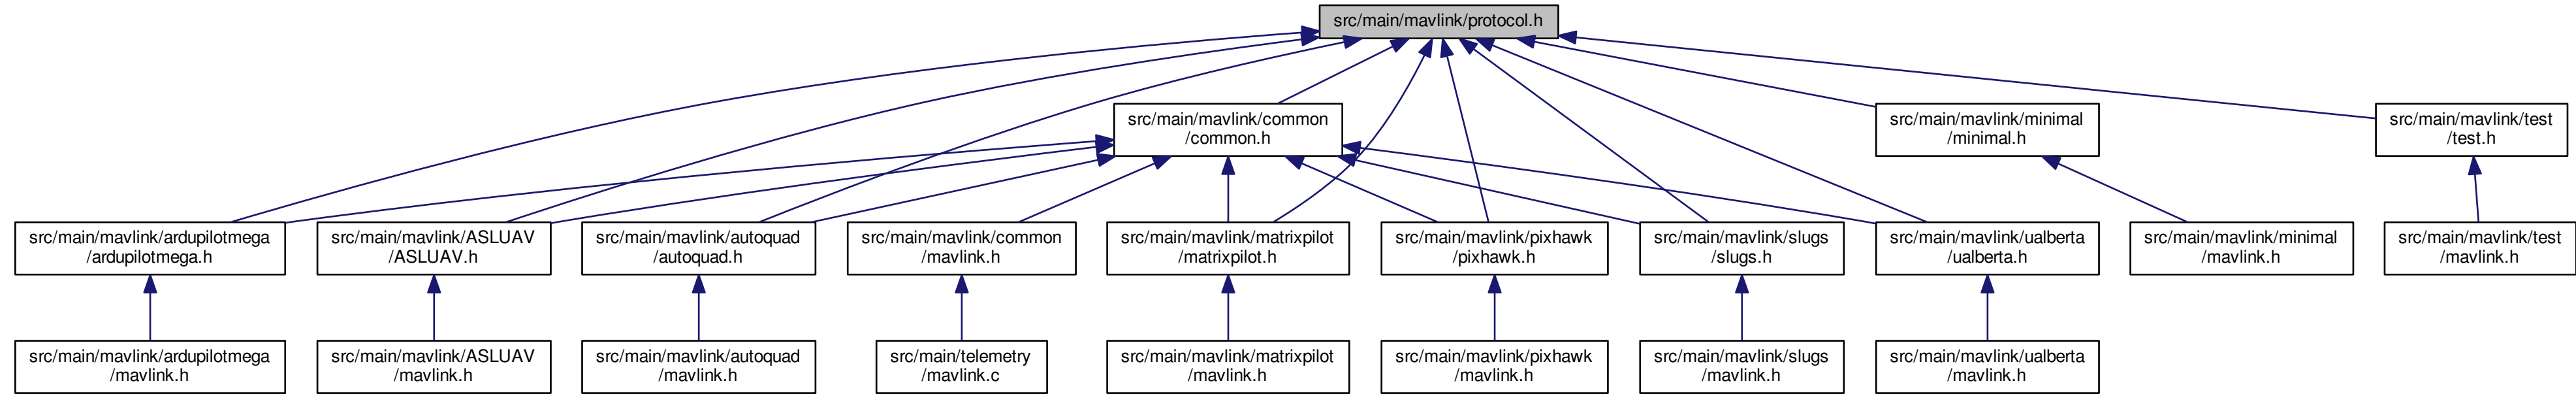 src/main/mavlink/protocol.h
src/main/mavlink/common
/common.h
src/main/mavlink/minimal
/minimal.h
src/main/mavlink/test
/test.h
src/main/mavlink/ardupilotmega
/ardupilotmega.h
src/main/mavlink/ASLUAV
/ASLUAV.h
src/main/mavlink/autoquad
/autoquad.h
src/main/mavlink/common
/mavlink.h
src/main/mavlink/matrixpilot
/matrixpilot.h
src/main/mavlink/pixhawk
/pixhawk.h
src/main/mavlink/slugs
/slugs.h
src/main/mavlink/ualberta
/ualberta.h
src/main/mavlink/minimal
/mavlink.h
src/main/mavlink/test
/mavlink.h
src/main/mavlink/ardupilotmega
/mavlink.h
src/main/mavlink/ASLUAV
/mavlink.h
src/main/mavlink/autoquad
/mavlink.h
src/main/telemetry
/mavlink.c
src/main/mavlink/matrixpilot
/mavlink.h
src/main/mavlink/pixhawk
/mavlink.h
src/main/mavlink/slugs
/mavlink.h
src/main/mavlink/ualberta
/mavlink.h